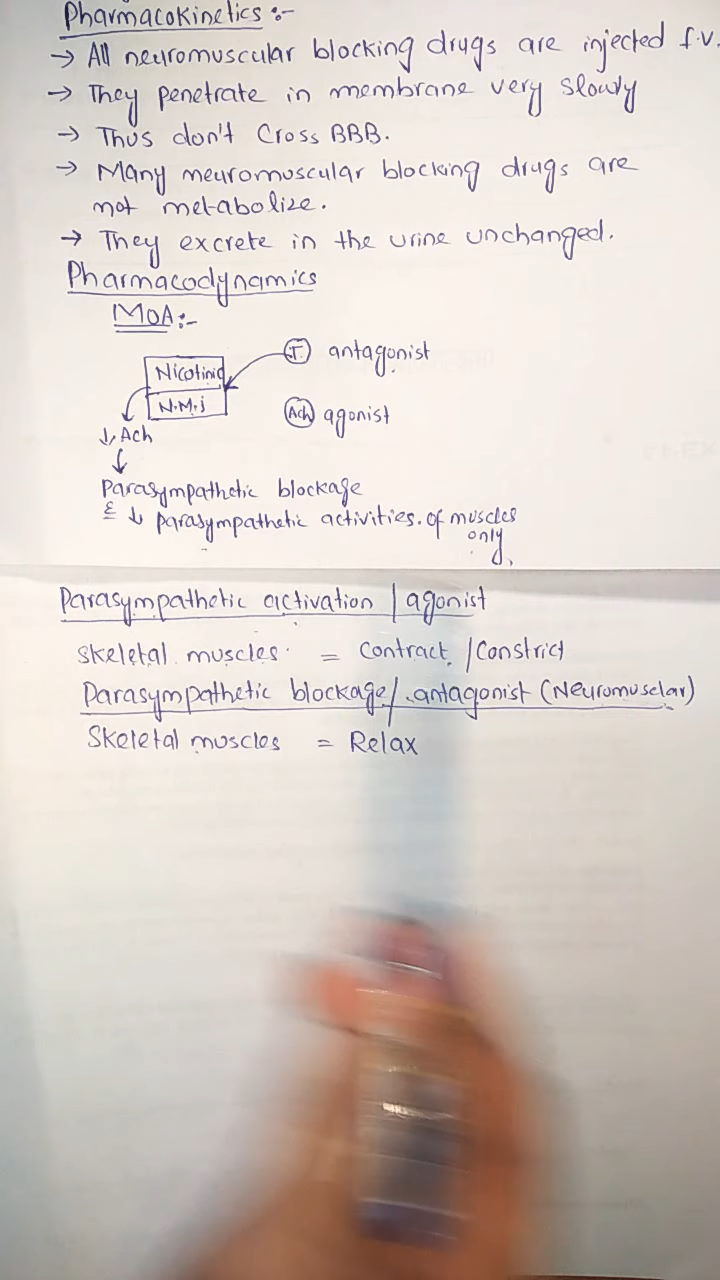 Pharmacokinetics :-
→ All neuromuscular blocking drugs are injected I.V.
→ They penetrate in membrane very slowly
→ Thus don't Cross BBB.
→ Many neuromuscular blocking drugs are
not metabolize.
→ They excrete in the urine unchanged.
Pharmacodynamics
MOA:-
T antagonist
Nicotinic
N.M.j
Ach agonist
↓ Ach
↓
Parasympathetic blockage
& ↓ parasympathetic activities. of muscles
only.
Parasympathetic activation / agonist
Skeletal muscles = Contract / Constrict
Parasympathetic blockage / antagonist (Neuromusclar)
Skeletal muscles = Relax